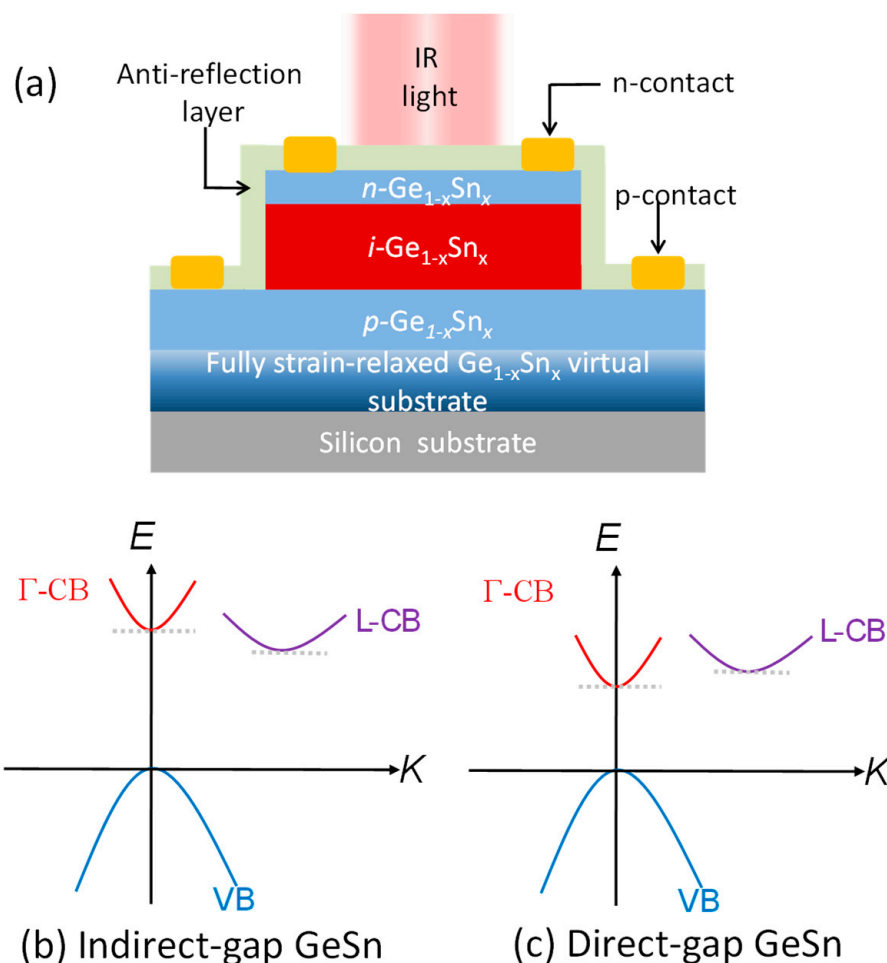 (a)
IR
light
Anti-reflection
layer
n-contact
p-contact
n-Ge₁₋ₓSnₓ
i-Ge₁₋ₓSnₓ
p-Ge₁₋ₓSnₓ
Fully strain-relaxed Ge₁₋ₓSnₓ virtual
substrate
Silicon substrate
E
Γ-CB
L-CB
K
VB
(b) Indirect-gap GeSn
E
Γ-CB
L-CB
K
VB
(c) Direct-gap GeSn